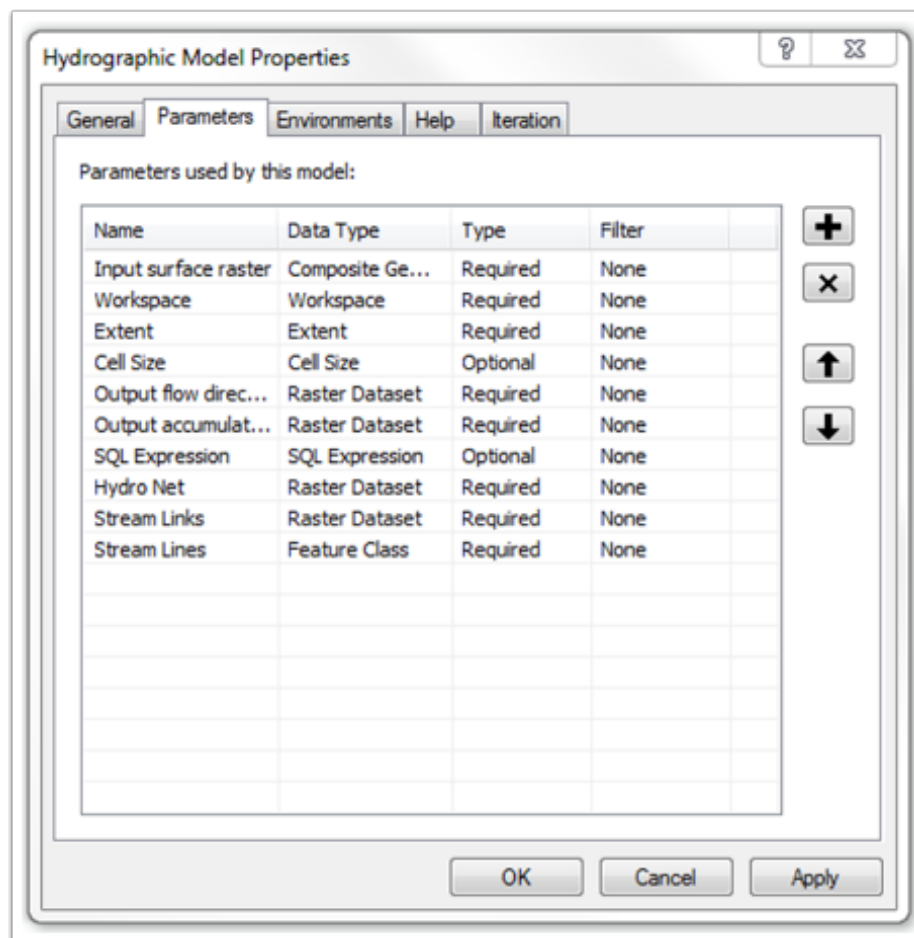 Hydrographic Model Properties
General Parameters Environments Help Iteration
Parameters used by this model:
Name Data Type Type Filter
Input surface raster Composite Ge... Required None
Workspace Workspace Required None
Extent Extent Required None
Cell Size Cell Size Optional None
Output flow direc... Raster Dataset Required None
Output accumulat... Raster Dataset Required None
SQL Expression SQL Expression Optional None
Hydro Net Raster Dataset Required None
Stream Links Raster Dataset Required None
Stream Lines Feature Class Required None
OK Cancel Apply